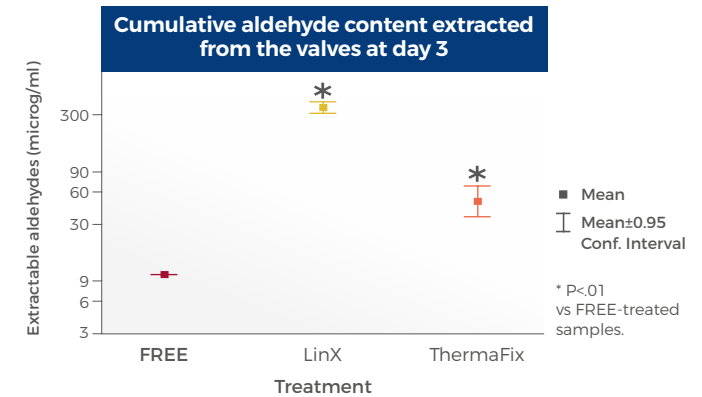 Cumulative aldehyde content extracted
from the valves at day 3
Extractable aldehydes (microg/ml)
300
90
60
30
9
6
3
*
*
FREE
LinX
ThermaFix
Treatment
Mean
Mean±0.95
Conf. Interval
* P<.01
vs FREE-treated
samples.